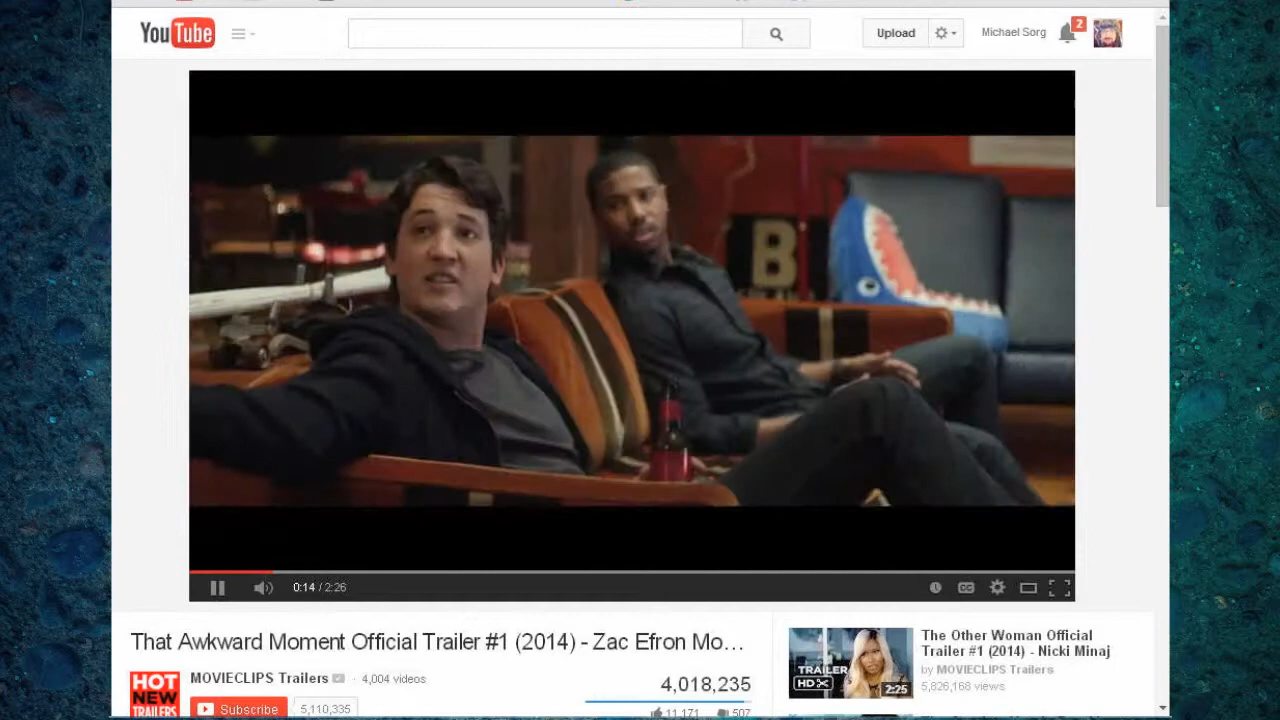 YouTube
Upload
Michael Sorg
2
B
0:14 / 2:26
CC
That Awkward Moment Official Trailer #1 (2014) - Zac Efron Mo...
HOT
NEW
TRAILERS
MOVIECLIPS Trailers · 4,004 videos
Subscribe 5,110,335
4,018,235
11,171 507
TRAILER
HD
2:25
The Other Woman Official
Trailer #1 (2014) - Nicki Minaj
by MOVIECLIPS Trailers
5,826,168 views